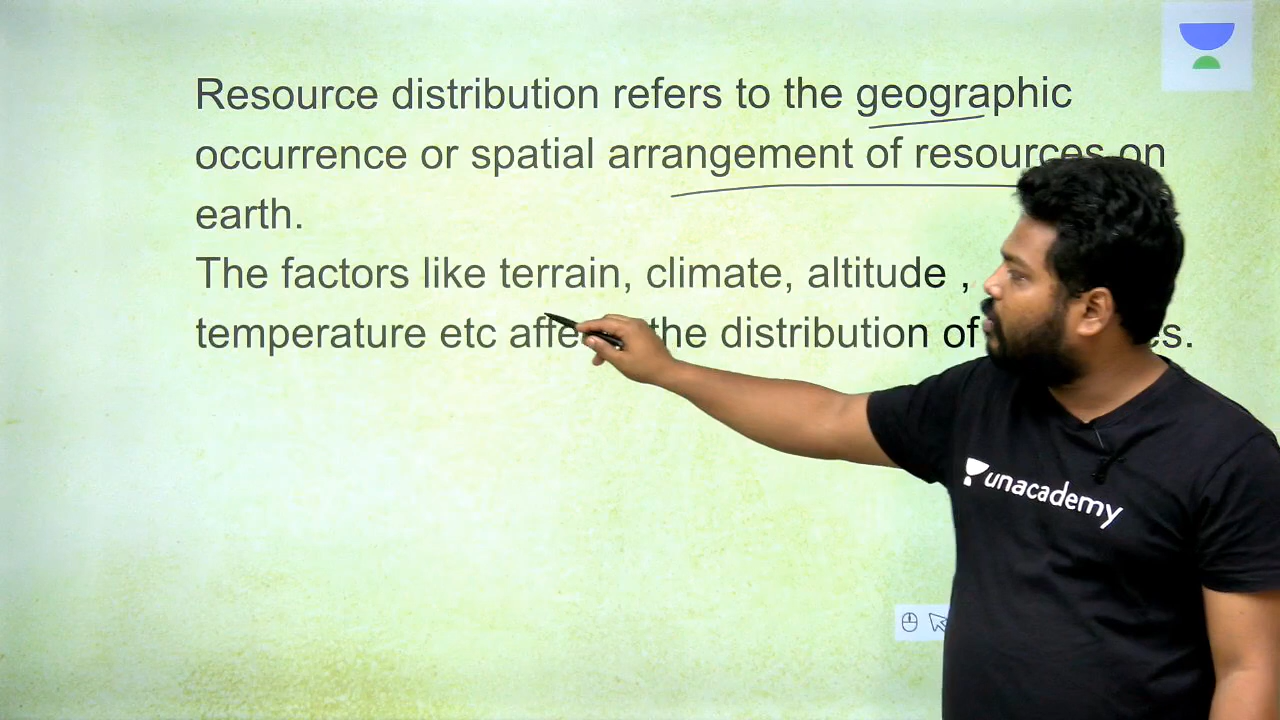 Resource distribution refers to the geographic
occurrence or spatial arrangement of resources on
earth.
The factors like terrain, climate, altitude ,
temperature etc the distribution of
unacademy